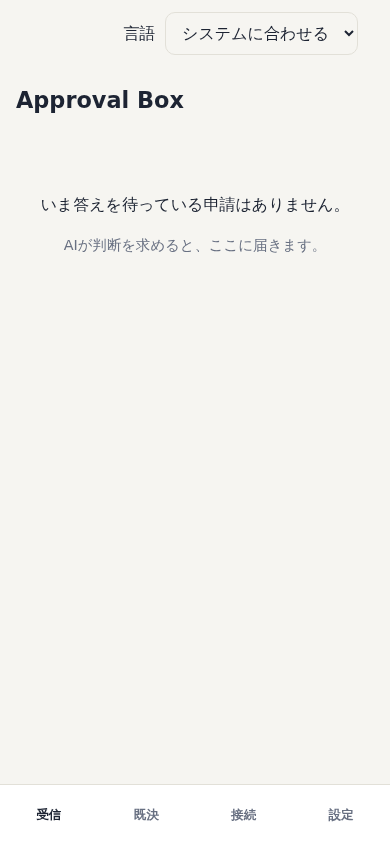 言語 システムに合わせる
Approval Box
いま答えを待っている申請はありません。
AIが判断を求めると、ここに届きます。
受信 既決 接続 設定